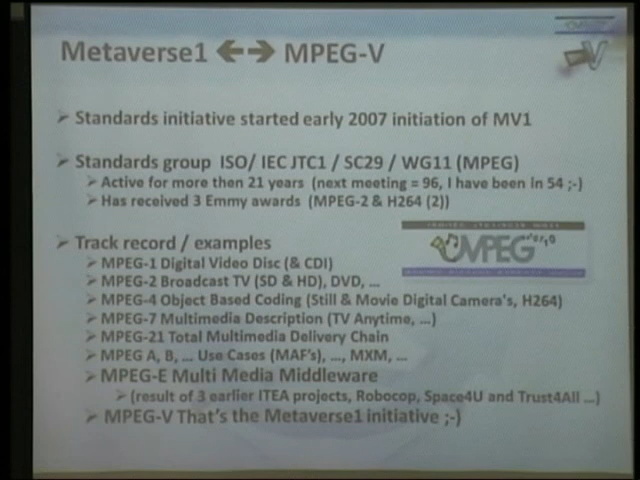 Metaverse1 ↔ MPEG-V
➢ Standards initiative started early 2007 initiation of MV1
➢ Standards group ISO/ IEC JTC1 / SC29 / WG11 (MPEG)
➢ Active for more then 21 years (next meeting = 96, I have been in 54 ;-)
➢ Has received 3 Emmy awards (MPEG-2 & H264 (2))
➢ Track record / examples
MPEG
➢ MPEG-1 Digital Video Disc (& CDI)
➢ MPEG-2 Broadcast TV (SD & HD), DVD, ...
➢ MPEG-4 Object Based Coding (Still & Movie Digital Camera's, H264)
➢ MPEG-7 Multimedia Description (TV Anytime, ...)
➢ MPEG-21 Total Multimedia Delivery Chain
➢ MPEG A, B, ... Use Cases (MAF's), ..., MXM, ...
➢ MPEG-E Multi Media Middleware
➢ (result of 3 earlier ITEA projects, Robocop, Space4U and Trust4All ...)
➢ MPEG-V That's the Metaverse1 initiative ;-)